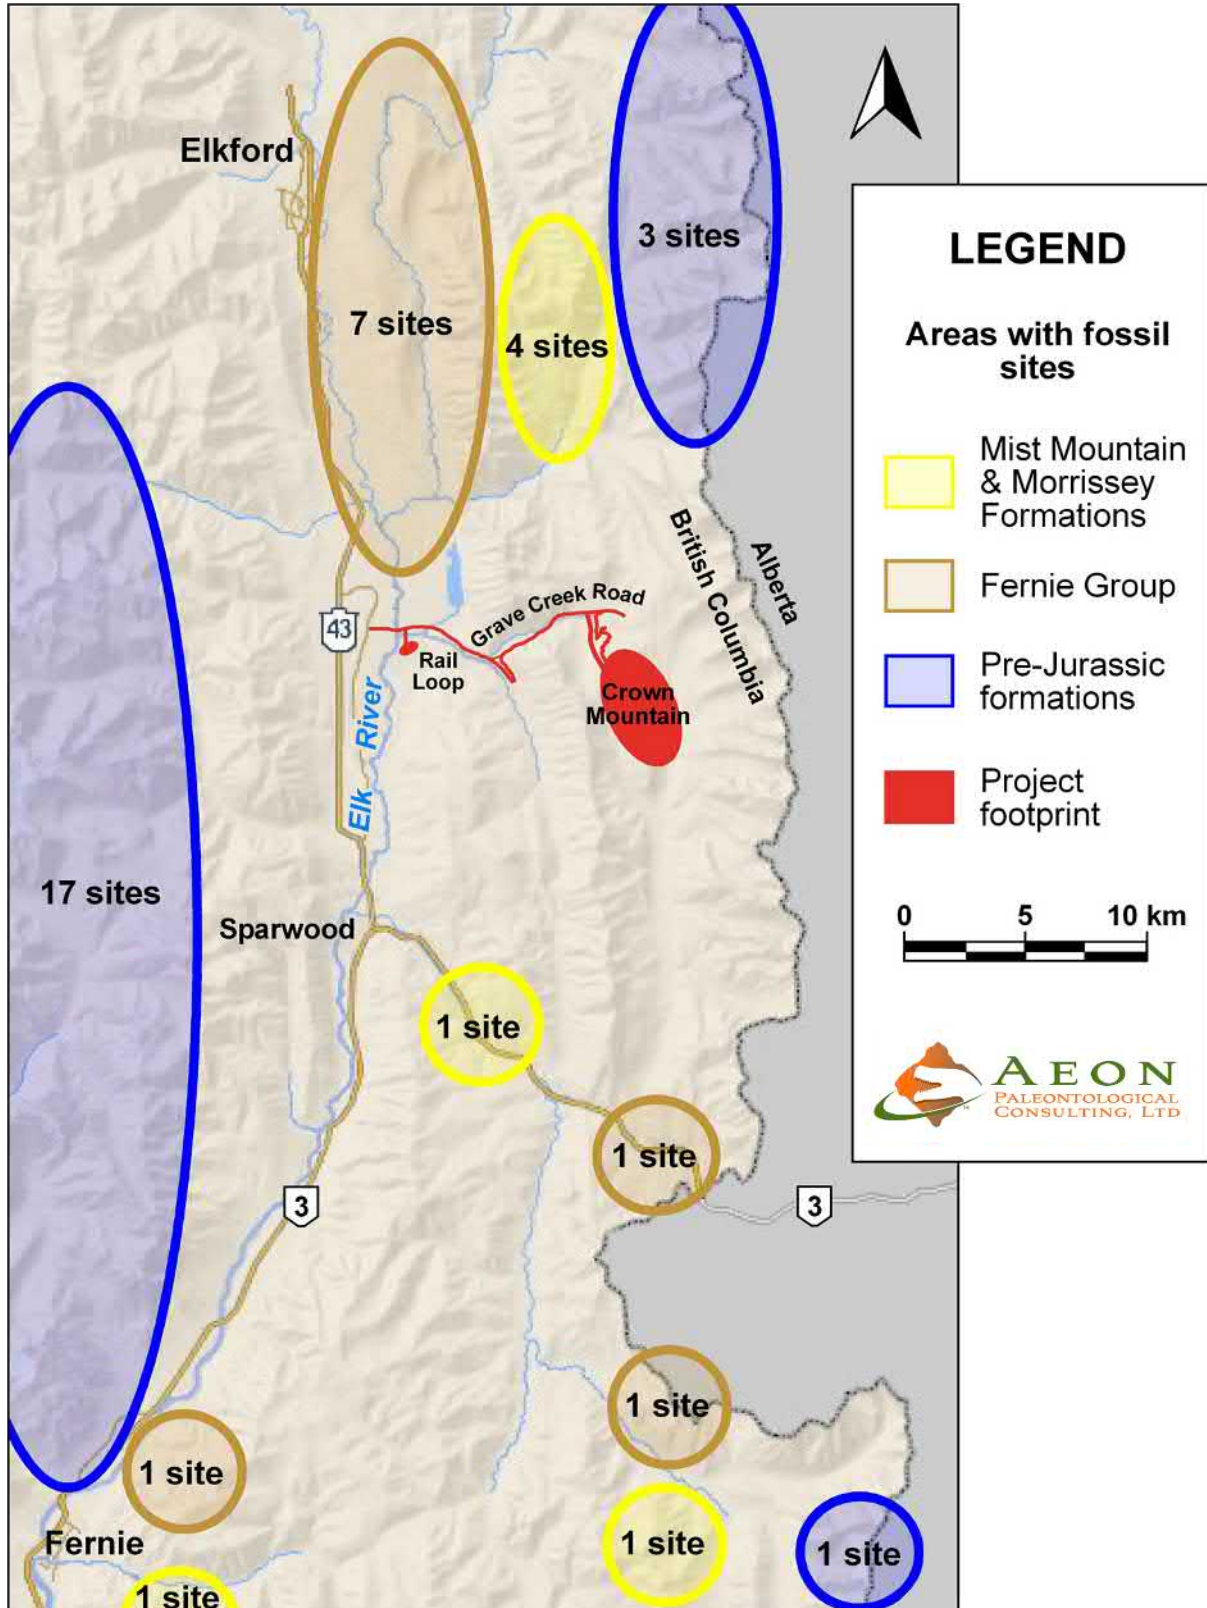 Elkford
3 sites
7 sites
4 sites
British Columbia
Alberta
Grave Creek Road
43
Rail
Loop
Crown
Mountain
Elk River
17 sites
Sparwood
1 site
1 site
3
3
1 site
1 site
1 site
1 site
Fernie
1 site
LEGEND
Areas with fossil
sites
Mist Mountain
& Morrissey
Formations
Fernie Group
Pre-Jurassic
formations
Project
footprint
0 5 10 km
AEON
PALEONTOLOGICAL
CONSULTING, LTD